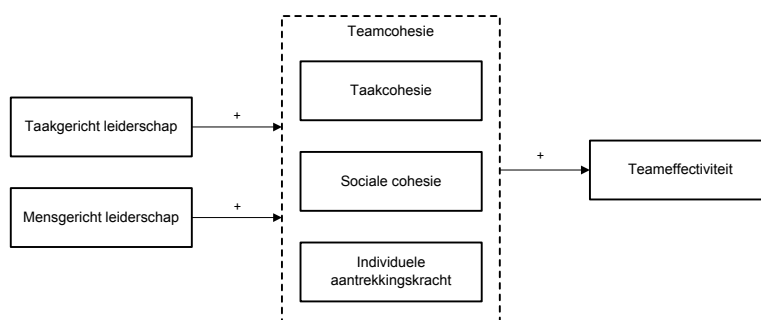 Teamcohesie
Taakcohesie
Taakgericht leiderschap
+
+
Sociale cohesie
Teameffectiviteit
Mensgericht leiderschap
+
Individuele
aantrekkingskracht